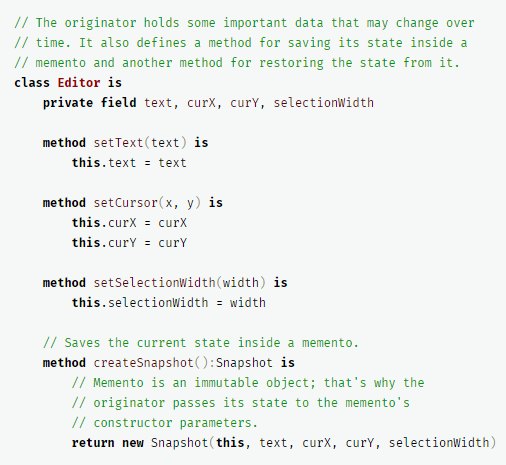 // The originator holds some important data that may change over
// time. It also defines a method for saving its state inside a
// memento and another method for restoring the state from it.
class Editor is
    private field text, curX, curY, selectionWidth

    method setText(text) is
        this.text = text

    method setCursor(x, y) is
        this.curX = curX
        this.curY = curY

    method setSelectionWidth(width) is
        this.selectionWidth = width

    // Saves the current state inside a memento.
    method createSnapshot():Snapshot is
        // Memento is an immutable object; that's why the
        // originator passes its state to the memento's
        // constructor parameters.
        return new Snapshot(this, text, curX, curY, selectionWidth)